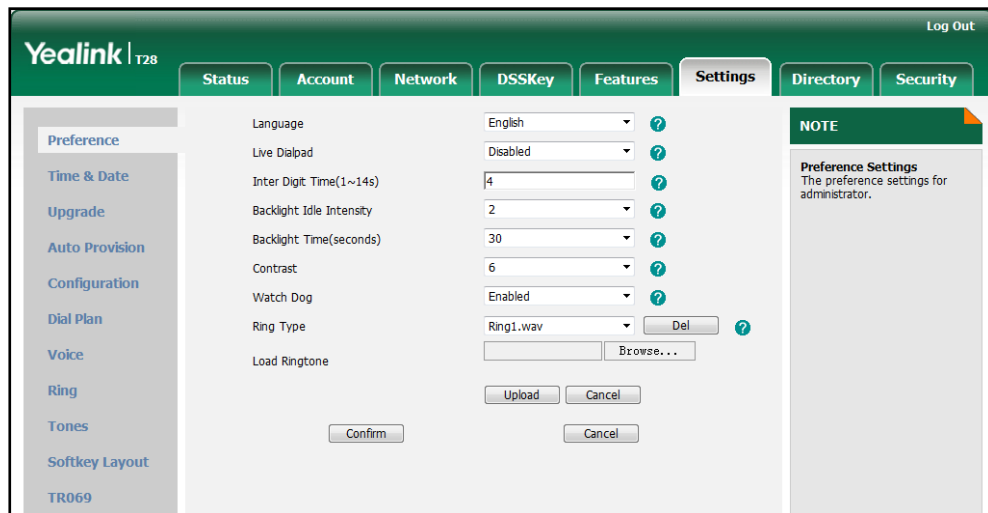 Log Out
Yealink T28
Status Account Network DSSKey Features Settings Directory Security
Preference
Time & Date
Upgrade
Auto Provision
Configuration
Dial Plan
Voice
Ring
Tones
Softkey Layout
TR069
Language English ?
Live Dialpad Disabled ?
Inter Digit Time(1~14s) 4 ?
Backlight Idle Intensity 2 ?
Backlight Time(seconds) 30 ?
Contrast 6 ?
Watch Dog Enabled ?
Ring Type Ring1.wav Del ?
Load Ringtone Browse...
Upload Cancel
Confirm Cancel
NOTE
Preference Settings
The preference settings for
administrator.